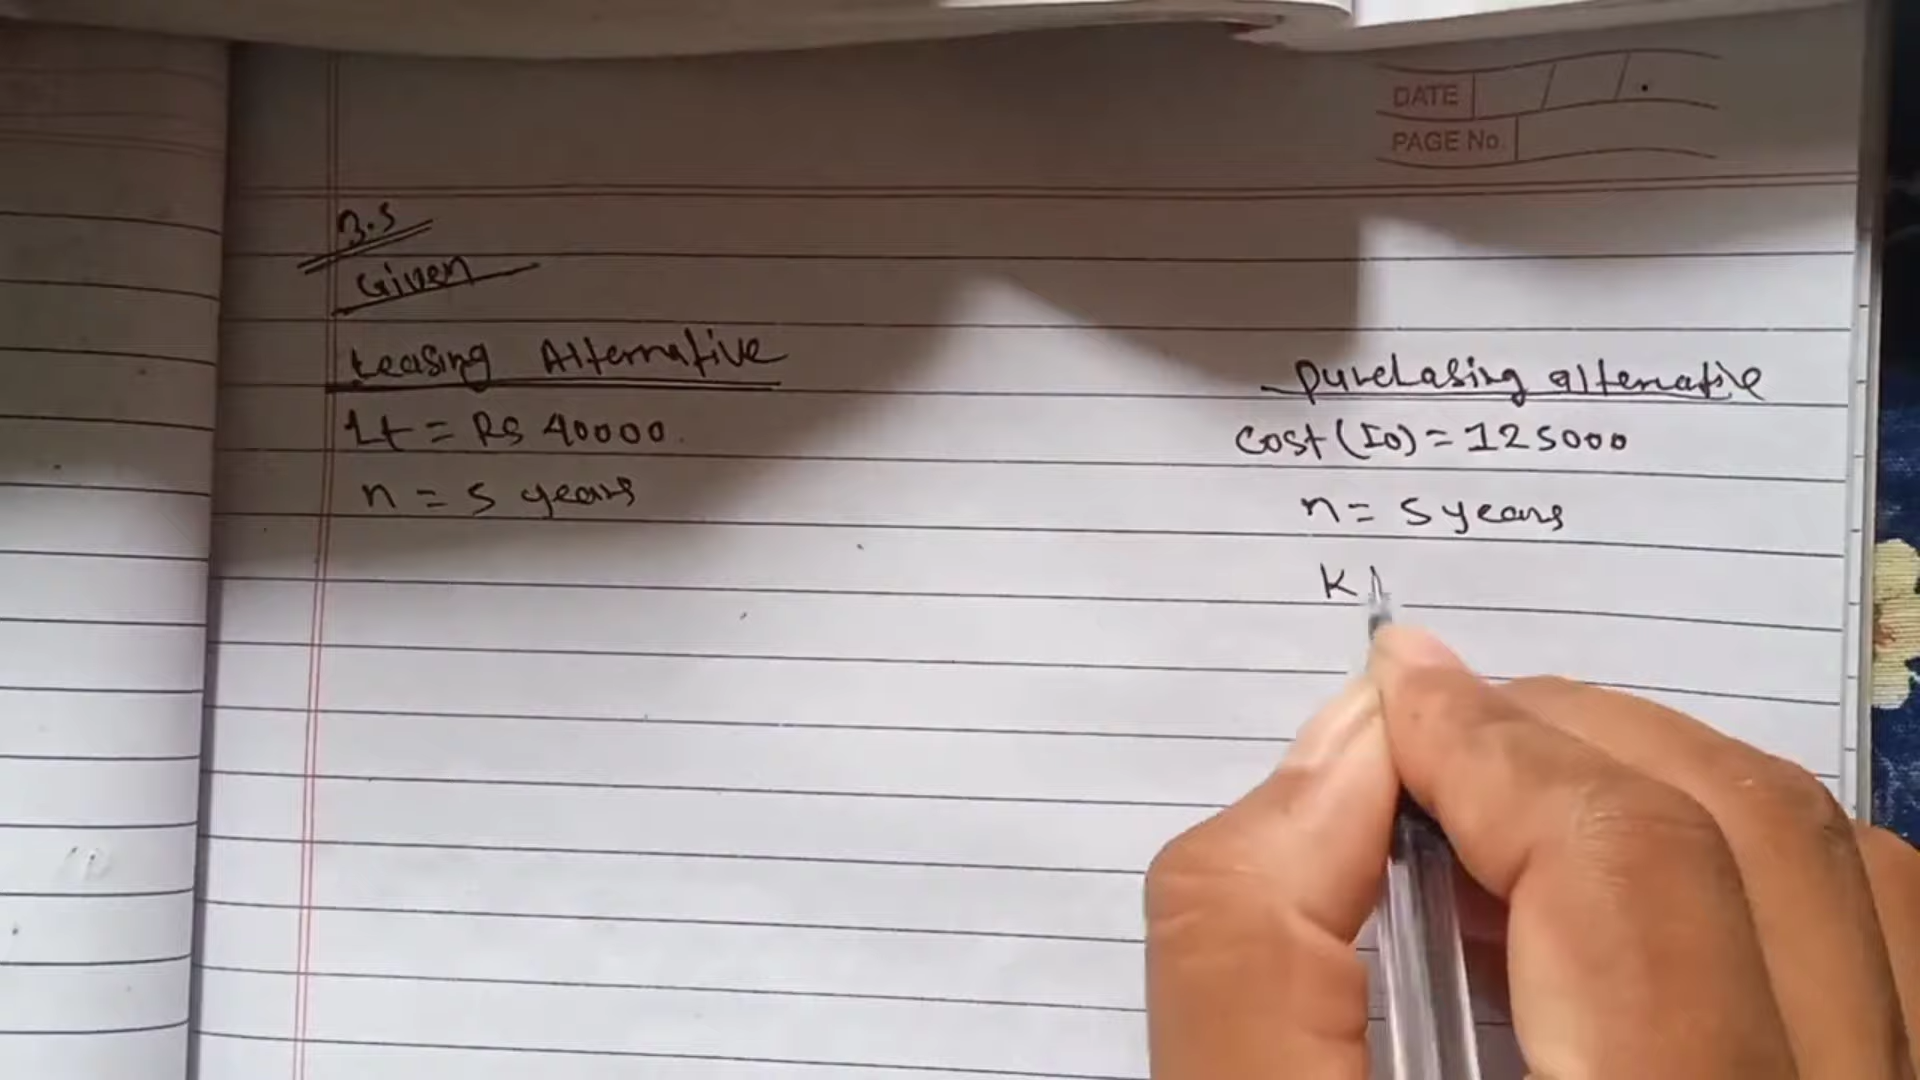 DATE
PAGE No.
3.5
Given
Leasing Alternative
Lt = Rs 40000.
n = 5 years
purchasing alternative
Cost (I0) = 125000
n = 5 years
K